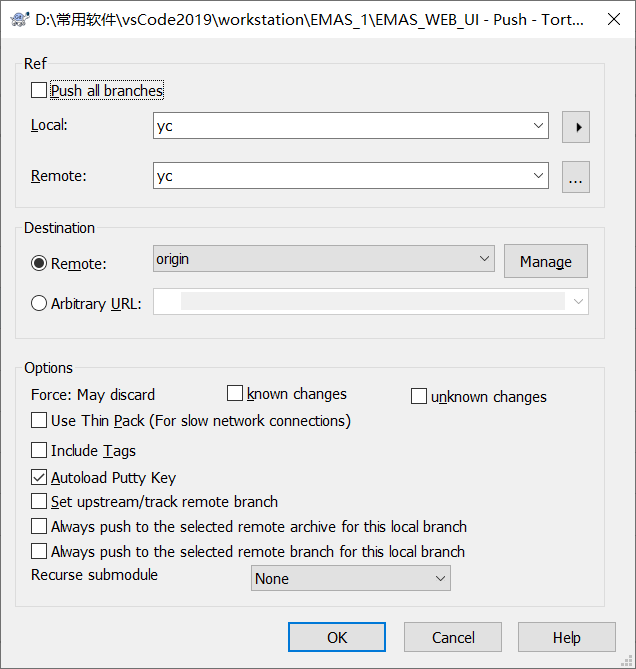 D:\常用软件\vsCode2019\workstation\EMAS_1\EMAS_WEB_UI - Push - Tort...
Ref
Push all branches
Local:
yc
Remote:
yc
...
Destination
Remote:
origin
Manage
Arbitrary URL:
Options
Force: May discard
known changes
unknown changes
Use Thin Pack (For slow network connections)
Include Tags
Autoload Putty Key
Set upstream/track remote branch
Always push to the selected remote archive for this local branch
Always push to the selected remote branch for this local branch
Recurse submodule
None
OK
Cancel
Help